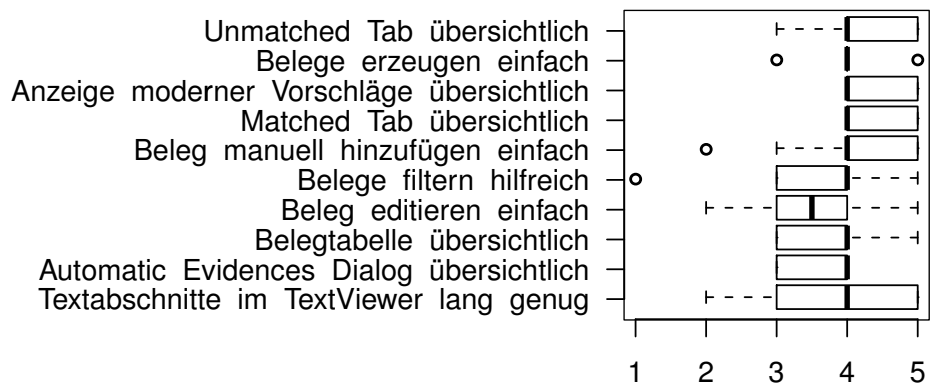 Unmatched Tab übersichtlich
Belege erzeugen einfach
Anzeige moderner Vorschläge übersichtlich
Matched Tab übersichtlich
Beleg manuell hinzufügen einfach
Belege filtern hilfreich
Beleg editieren einfach
Belegtabelle übersichtlich
Automatic Evidences Dialog übersichtlich
Textabschnitte im TextViewer lang genug
1 2 3 4 5